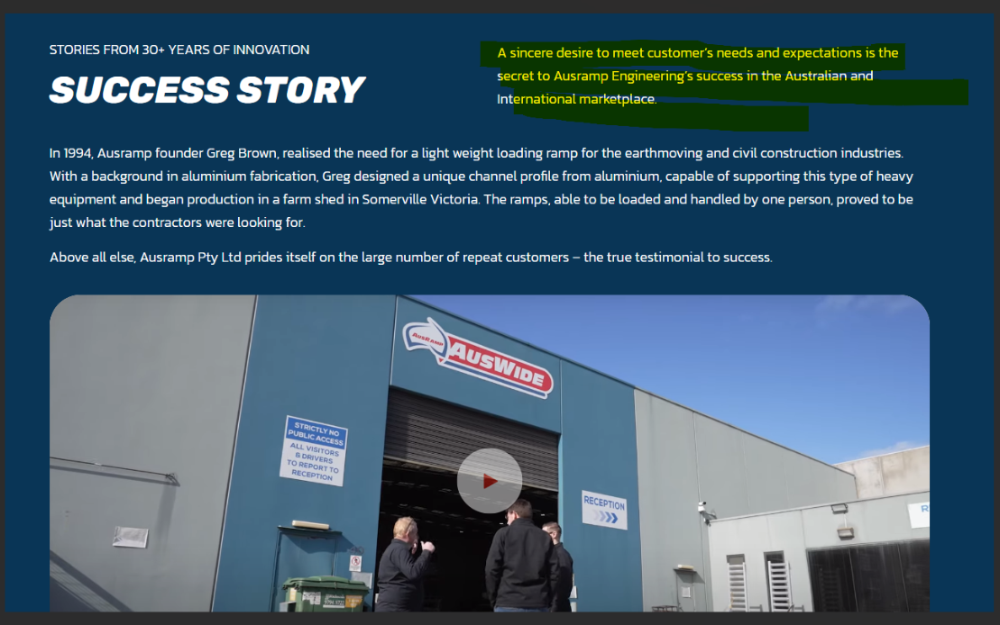 STORIES FROM 30+ YEARS OF INNOVATION
SUCCESS STORY
A sincere desire to meet customer's needs and expectations is the
secret to Ausramp Engineering's success in the Australian and
International marketplace.
In 1994, Ausramp founder Greg Brown, realised the need for a light weight loading ramp for the earthmoving and civil construction industries.
With a background in aluminium fabrication, Greg designed a unique channel profile from aluminium, capable of supporting this type of heavy
equipment and began production in a farm shed in Somerville Victoria. The ramps, able to be loaded and handled by one person, proved to be
just what the contractors were looking for.
Above all else, Ausramp Pty Ltd prides itself on the large number of repeat customers – the true testimonial to success.
AUSRAMP
AUSWIDE
STRICTLY NO
PUBLIC ACCESS
ALL VISITORS
& DRIVERS
TO REPORT TO
RECEPTION
RECEPTION